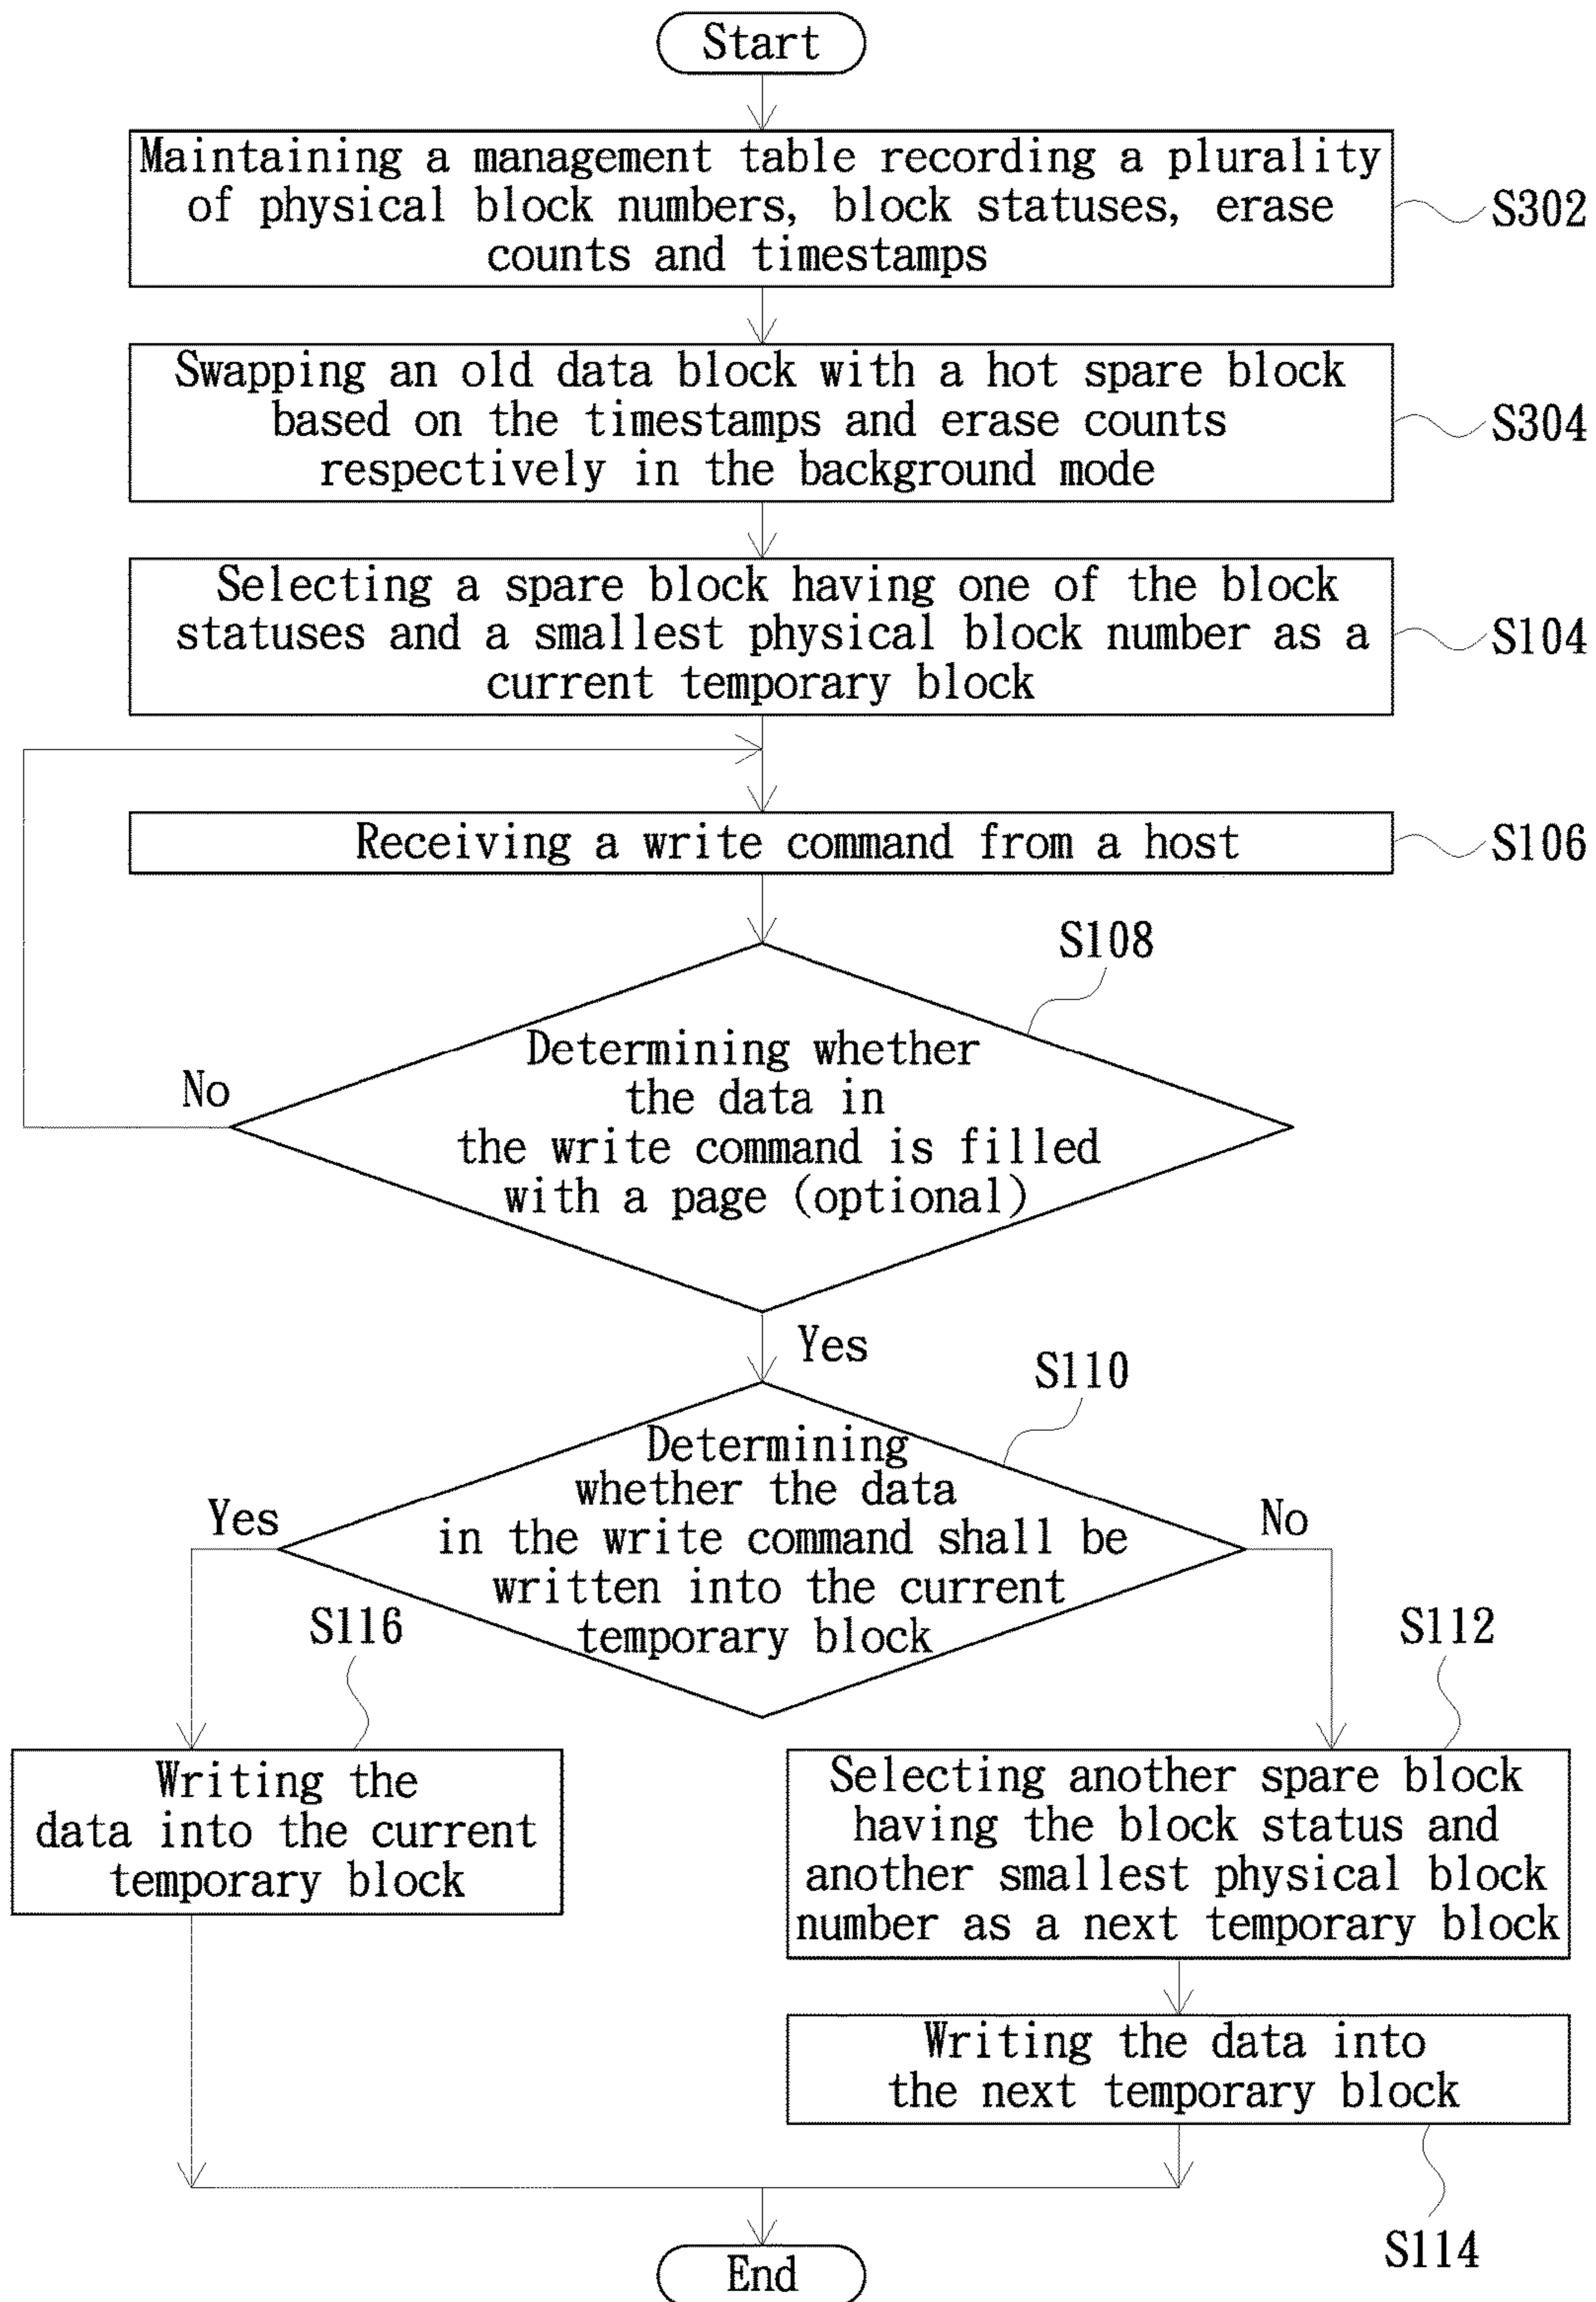 Start
Maintaining a management table recording a plurality
of physical block numbers, block statuses, erase
counts and timestamps
S302
Swapping an old data block with a hot spare block
based on the timestamps and erase counts
respectively in the background mode
S304
Selecting a spare block having one of the block
statuses and a smallest physical block number as a
current temporary block
S104
Receiving a write command from a host
S106
S108
Determining whether
the data in
the write command is filled
with a page (optional)
No
Yes
S110
Determining
whether the data
in the write command shall be
written into the current
temporary block
Yes
No
S116
S112
Writing the
data into the current
temporary block
Selecting another spare block
having the block status and
another smallest physical block
number as a next temporary block
Writing the data into
the next temporary block
S114
End